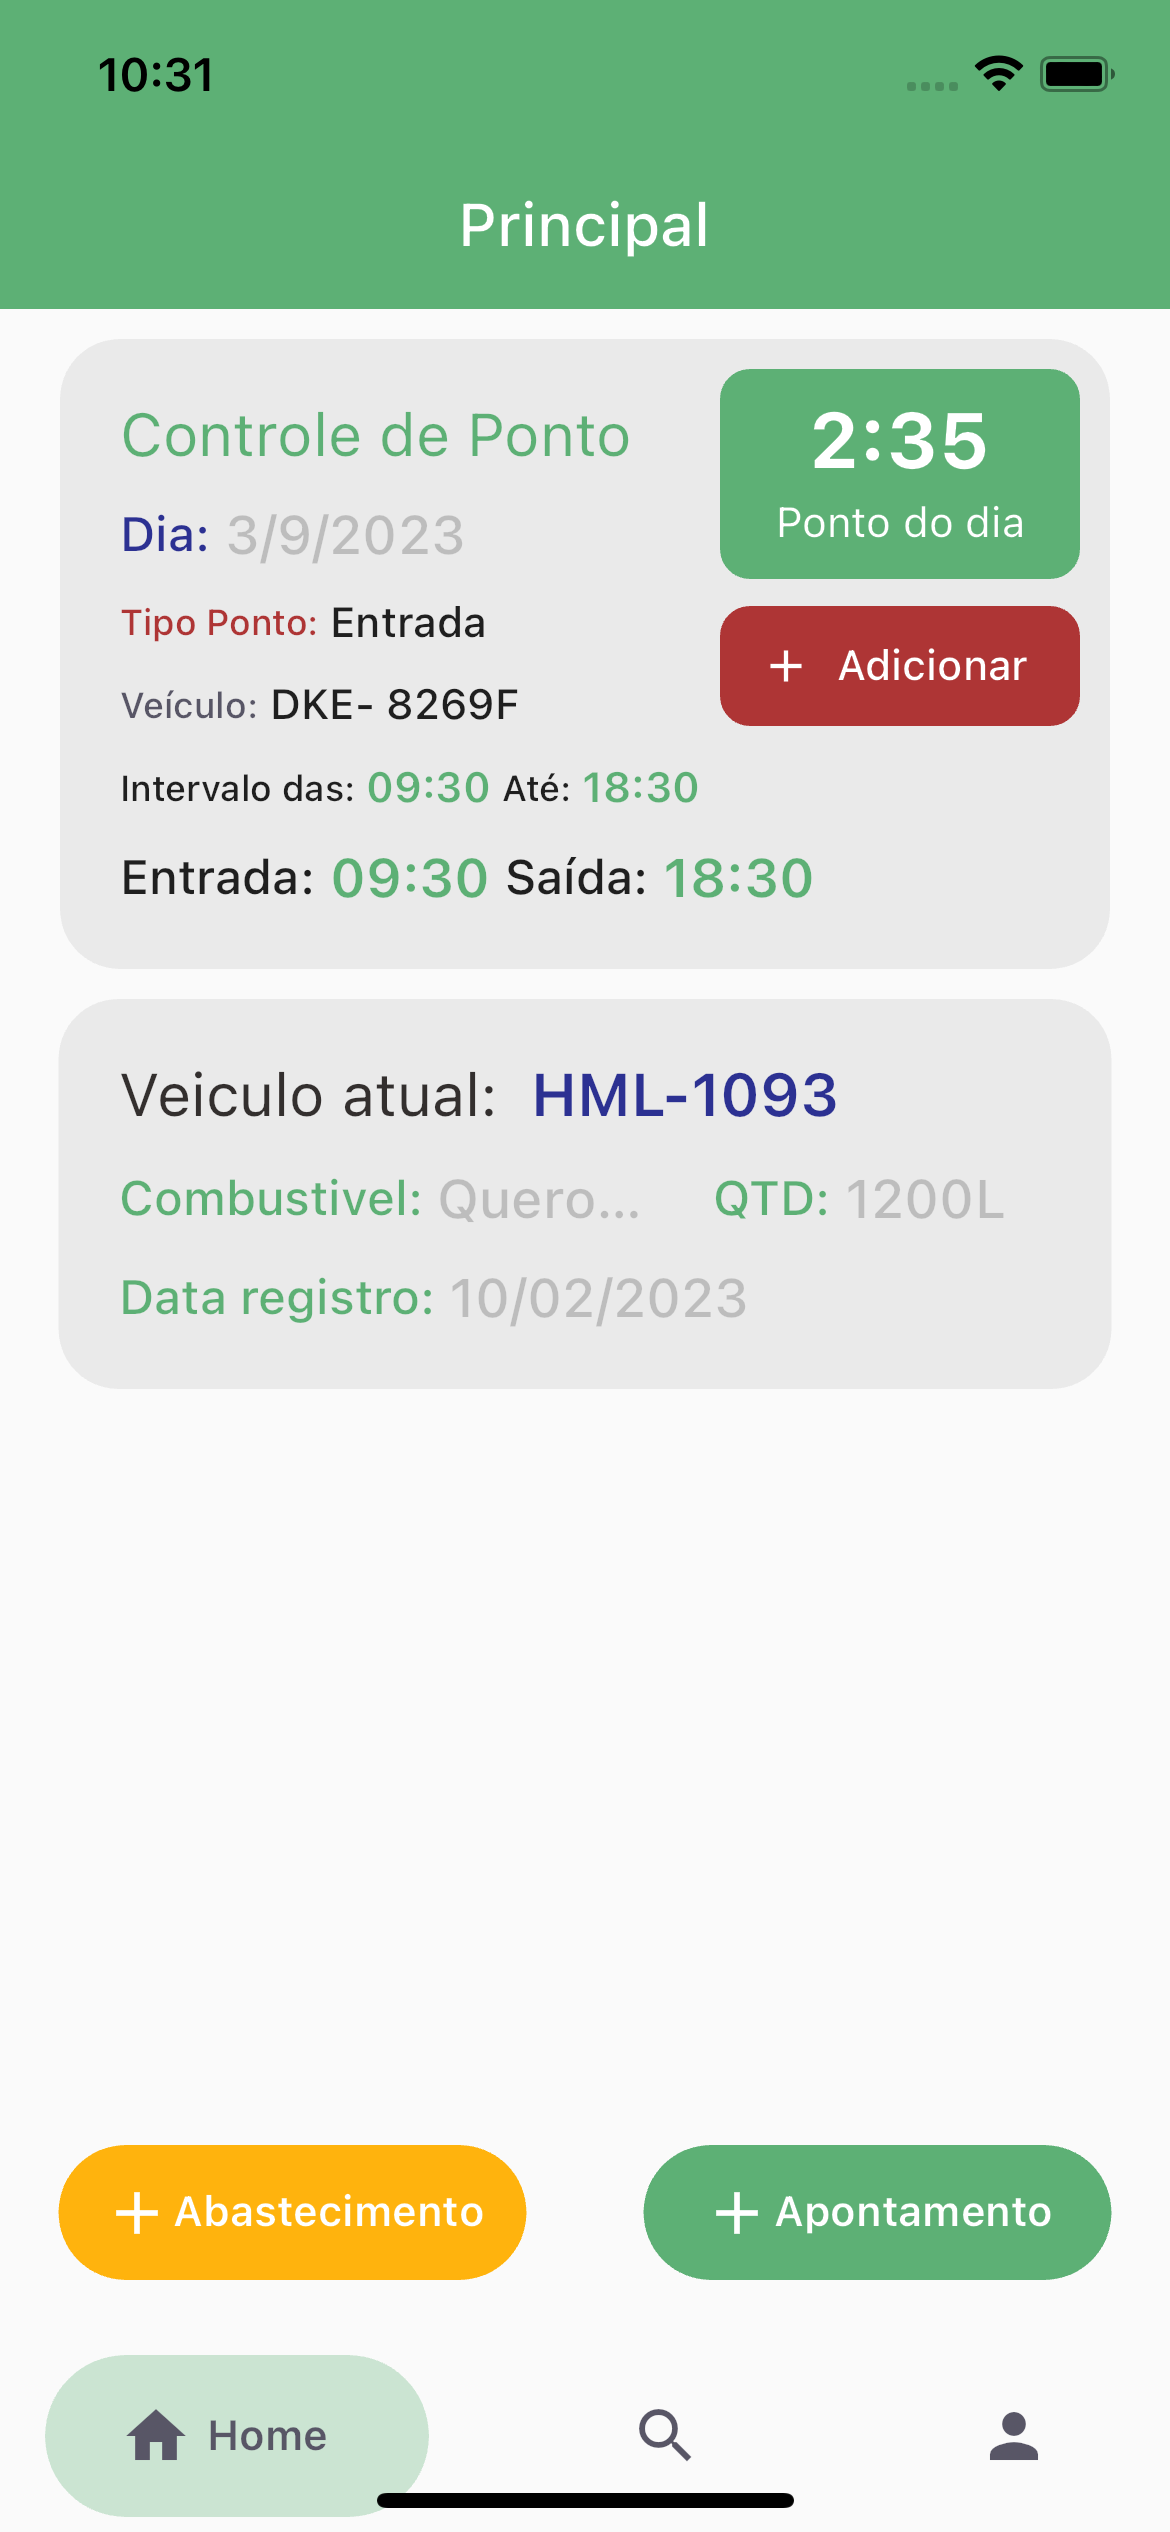 10:31
Principal
Controle de Ponto
2:35
Ponto do dia
Dia: 3/9/2023
Tipo Ponto: Entrada
+ Adicionar
Veículo: DKE- 8269F
Intervalo das: 09:30 Até: 18:30
Entrada: 09:30 Saída: 18:30
Veiculo atual: HML-1093
Combustivel: Quero... QTD: 1200L
Data registro: 10/02/2023
+ Abastecimento
+ Apontamento
Home